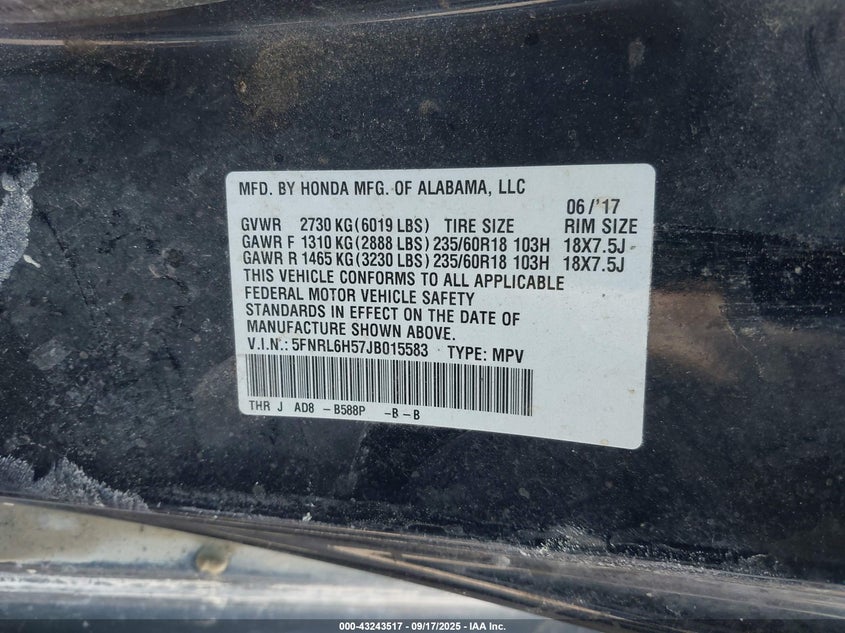 MFD. BY HONDA MFG. OF ALABAMA, LLC
06/'17
GVWR 2730 KG(6019 LBS) TIRE SIZE RIM SIZE
GAWR F 1310 KG(2888 LBS) 235/60R18 103H 18X7.5J
GAWR R 1465 KG(3230 LBS) 235/60R18 103H 18X7.5J
THIS VEHICLE CONFORMS TO ALL APPLICABLE
FEDERAL MOTOR VEHICLE SAFETY
STANDARDS IN EFFECT ON THE DATE OF
MANUFACTURE SHOWN ABOVE.
V.I.N.: 5FNRL6H57JB015583 TYPE: MPV
THR J AD8 -B588P -B-B
000-43243517 - 09/17/2025 - IAA Inc.